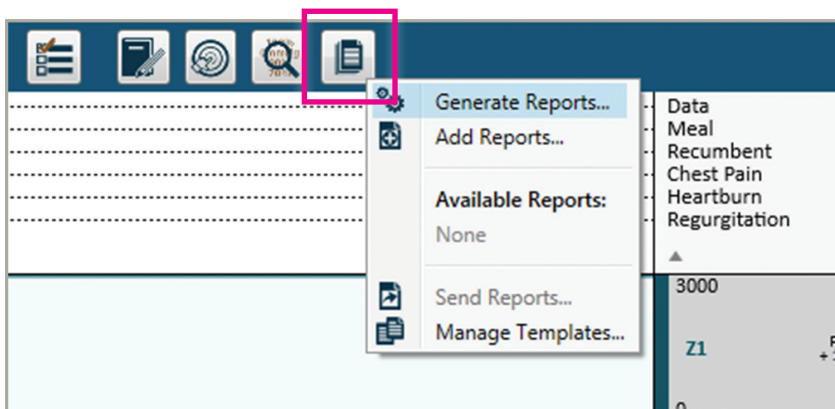 Generate Reports...
Add Reports...
Available Reports:
None
Send Reports...
Manage Templates...
Data
Meal
Recumbent
Chest Pain
Heartburn
Regurgitation
3000
Z1
0